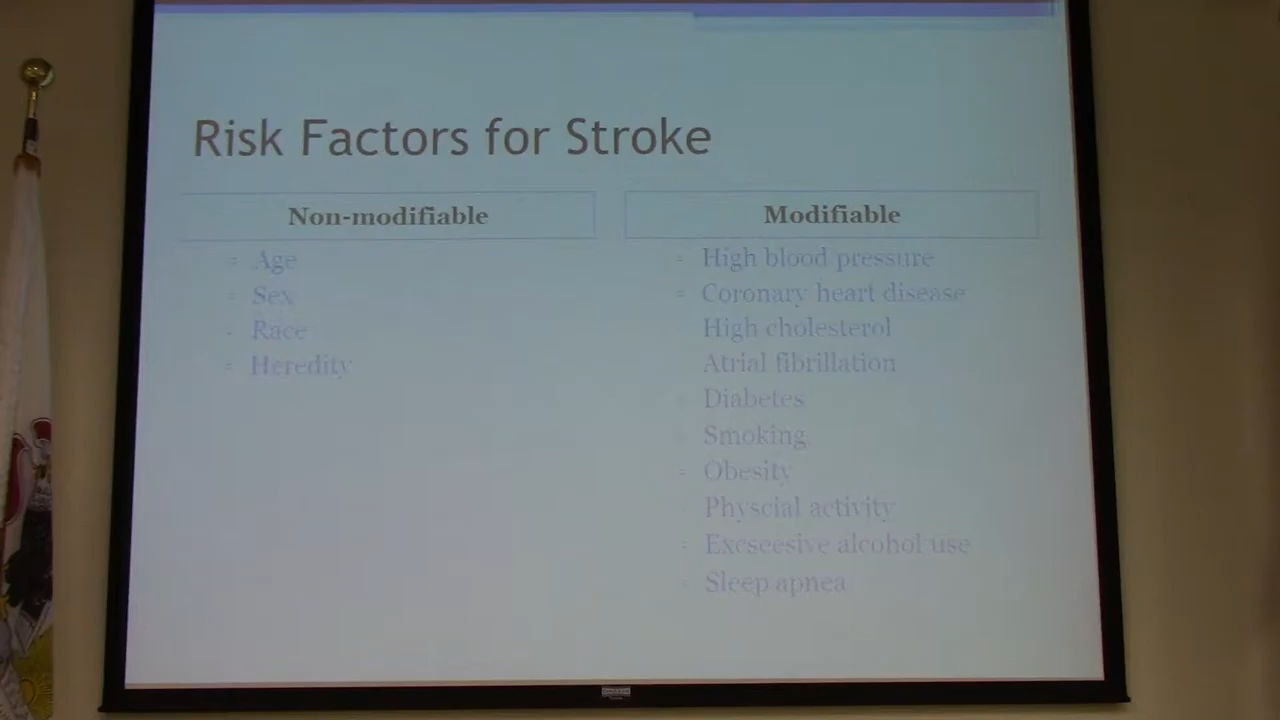 Risk Factors for Stroke
Non-modifiable
Age
Sex
Race
Heredity
Modifiable
High blood pressure
Coronary heart disease
High cholesterol
Atrial fibrillation
Diabetes
Smoking
Obesity
Physcial activity
Excseesive alcohol use
Sleep apnea